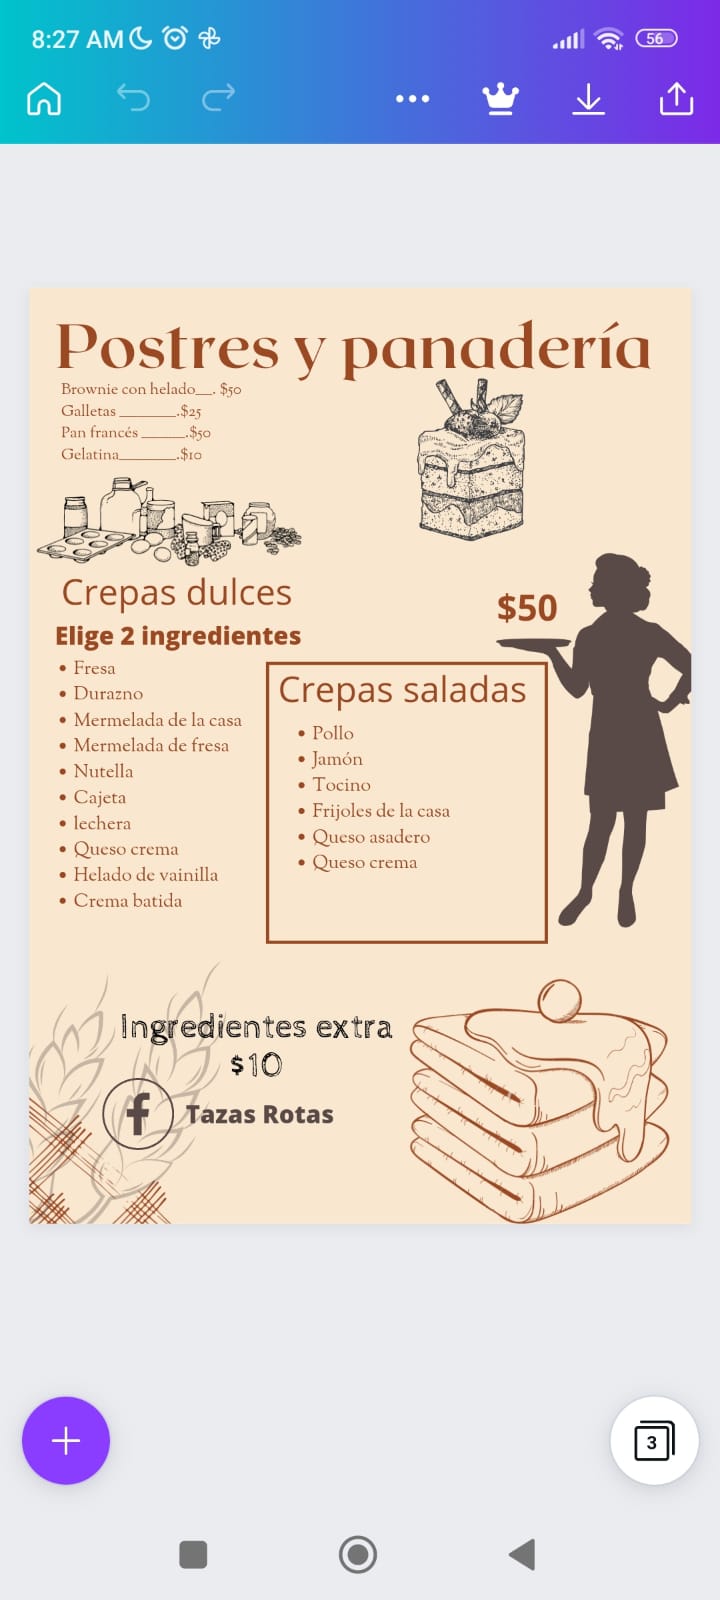 8:27 AM
56
Postres y panadería
Brownie con helado__. $50
Galletas _______.$25
Pan francés _____.$50
Gelatina_______.$10
Crepas dulces
Elige 2 ingredientes
• Fresa
• Durazno
• Mermelada de la casa
• Mermelada de fresa
• Nutella
• Cajeta
• lechera
• Queso crema
• Helado de vainilla
• Crema batida
$50
Crepas saladas
• Pollo
• Jamón
• Tocino
• Frijoles de la casa
• Queso asadero
• Queso crema
Ingredientes extra
$10
f
Tazas Rotas
3